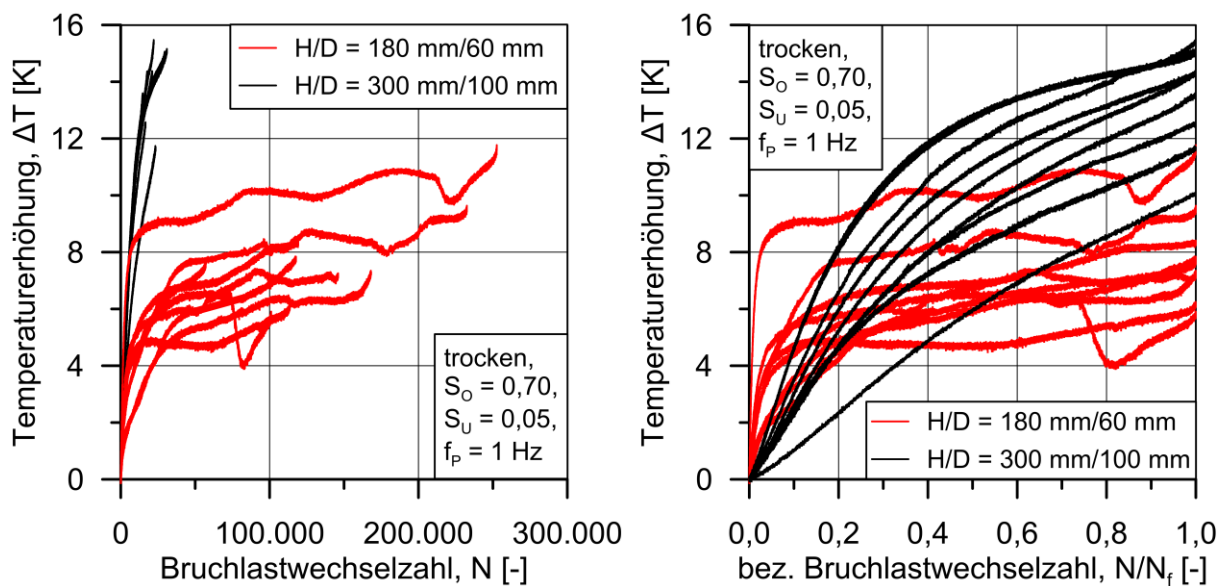 16
12
8
4
0
Temperaturerhöhung, ΔT [K]
H/D = 180 mm/60 mm
H/D = 300 mm/100 mm
trocken,
S_O = 0,70,
S_U = 0,05,
f_P = 1 Hz
0 100.000 200.000 300.000
Bruchlastwechselzahl, N [-]
16
12
8
4
0
Temperaturerhöhung, ΔT [K]
trocken,
S_O = 0,70,
S_U = 0,05,
f_P = 1 Hz
H/D = 180 mm/60 mm
H/D = 300 mm/100 mm
0,0 0,2 0,4 0,6 0,8 1,0
bez. Bruchlastwechselzahl, N/N_f [-]